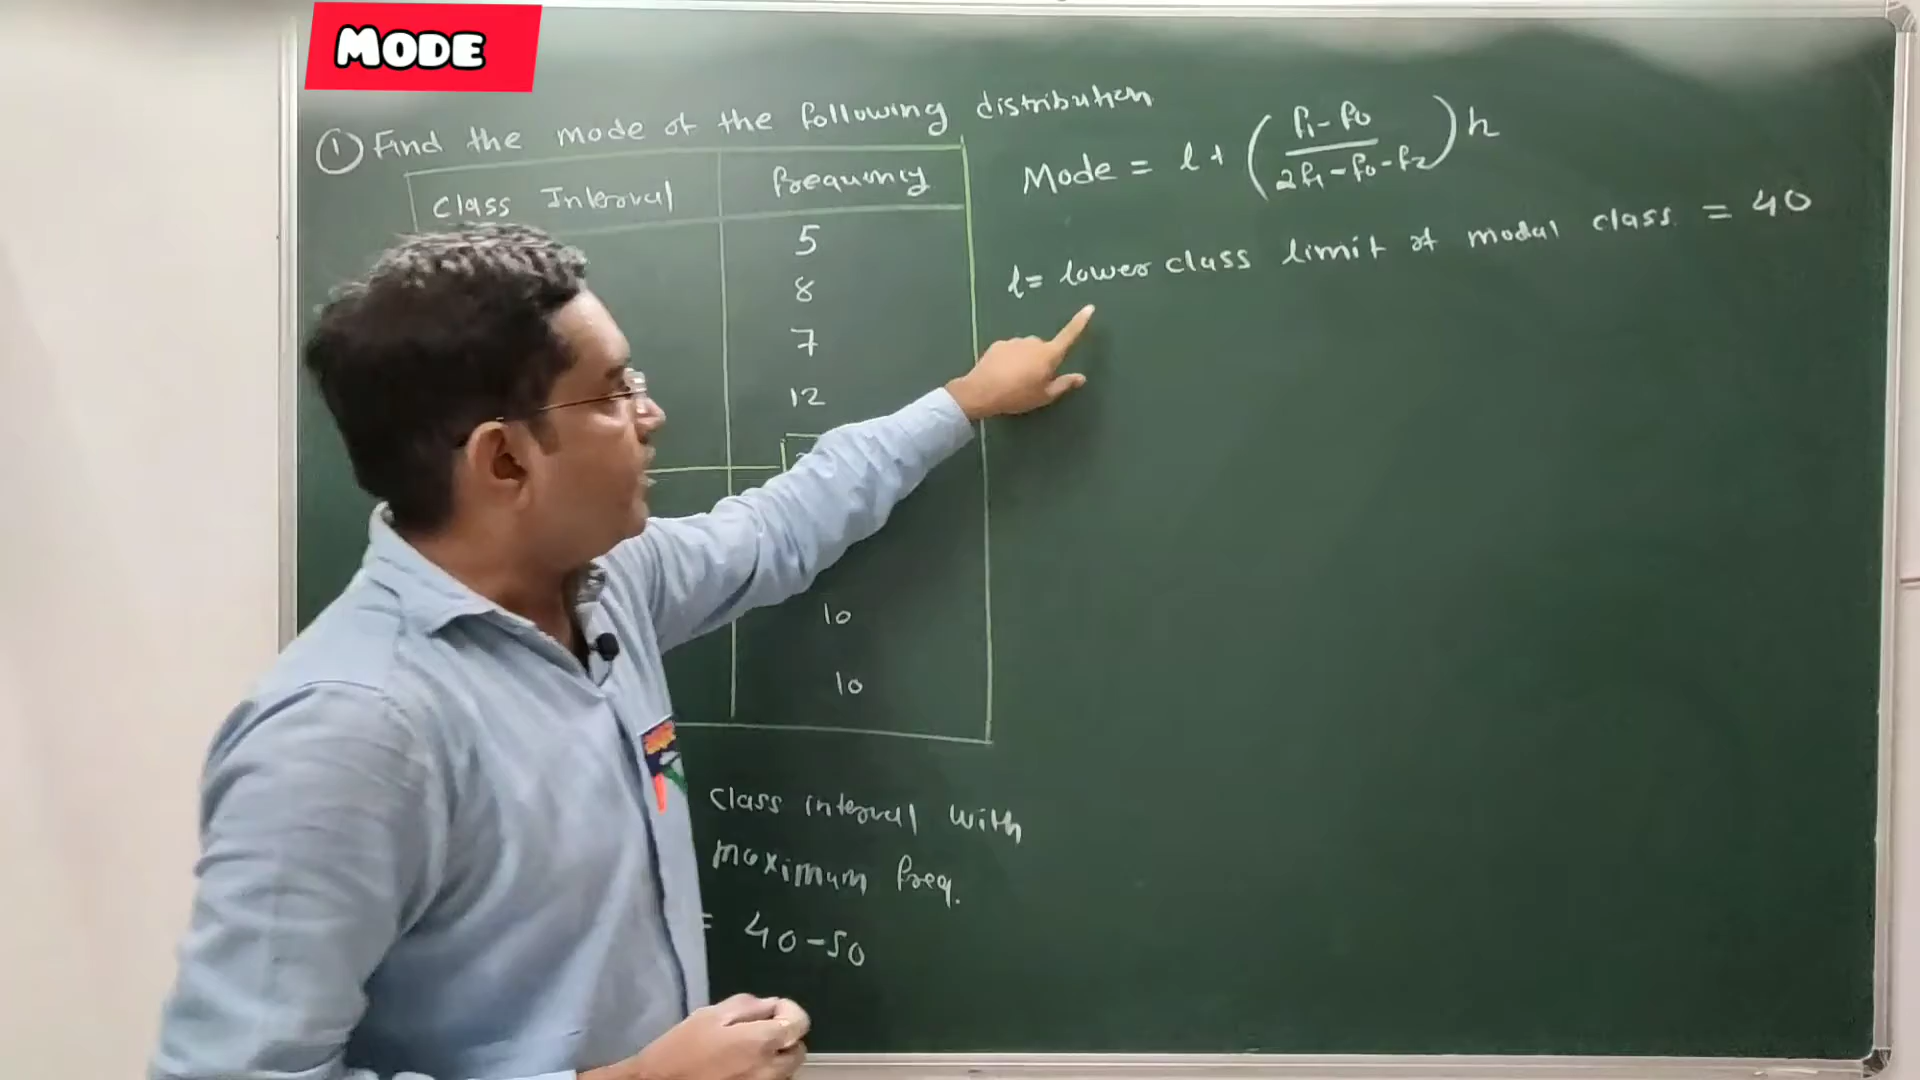 MODE
① Find the mode of the following distribution
Class Interval Frequency
5
8
7
12
10
10
class interval with
maximum freq.
= 40-50
Mode = l + (f1-f0 / 2f1-f0-f2) h
l = lower class limit of modal class = 40